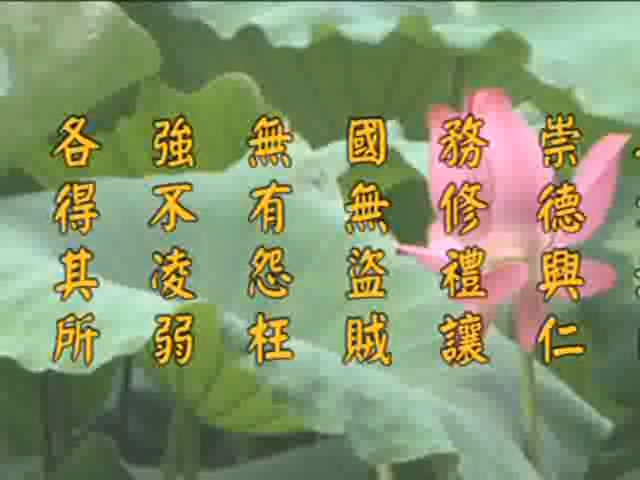 崇德興仁
務修禮讓
國無盜賊
無有怨枉
強不凌弱
各得其所